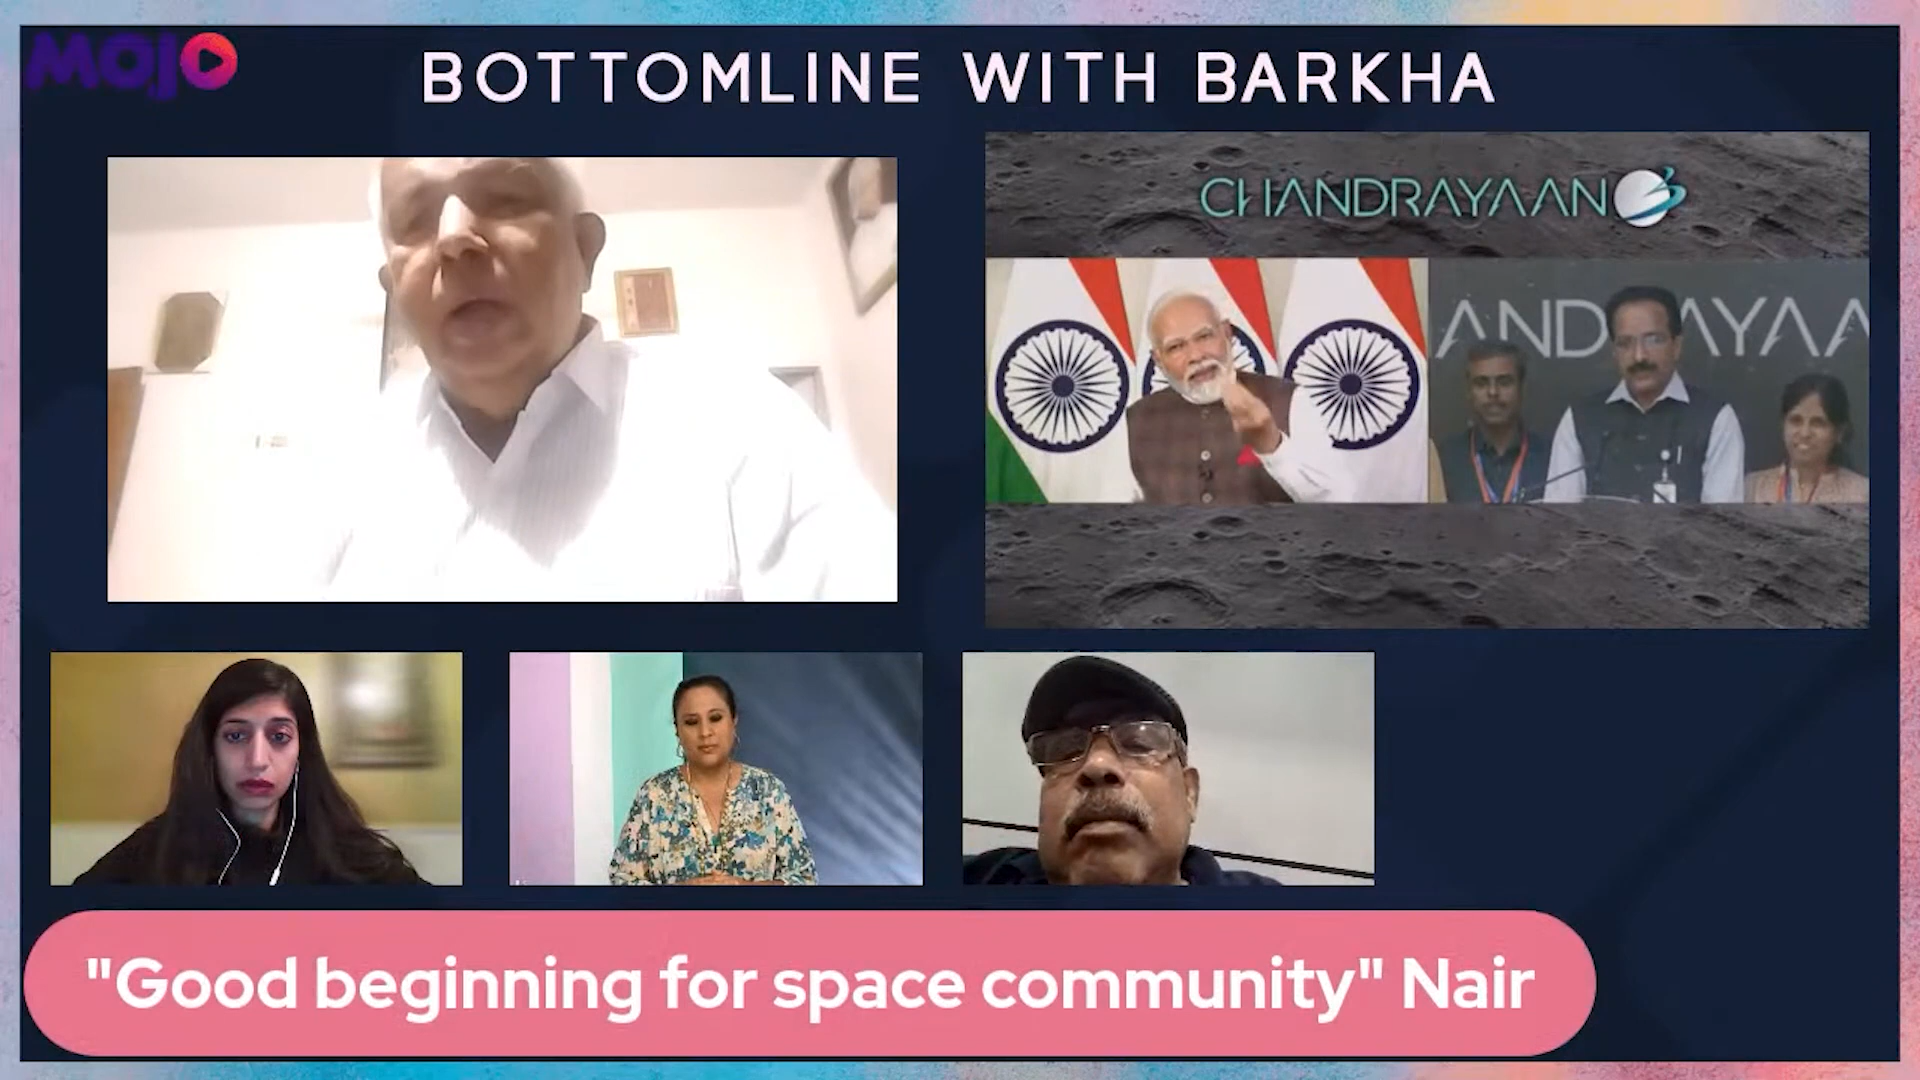 MOJO
BOTTOMLINE WITH BARKHA
CHANDRAYAAN
ANDRAYAA
"Good beginning for space community" Nair